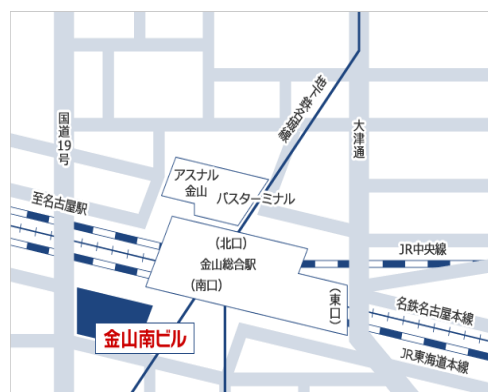 国道19号
地下鉄名城線
大津通
アスナル
金山
バスターミナル
至名古屋駅
(北口)
金山総合駅
(南口)
(東口)
JR中央線
名鉄名古屋本線
JR東海道本線
金山南ビル